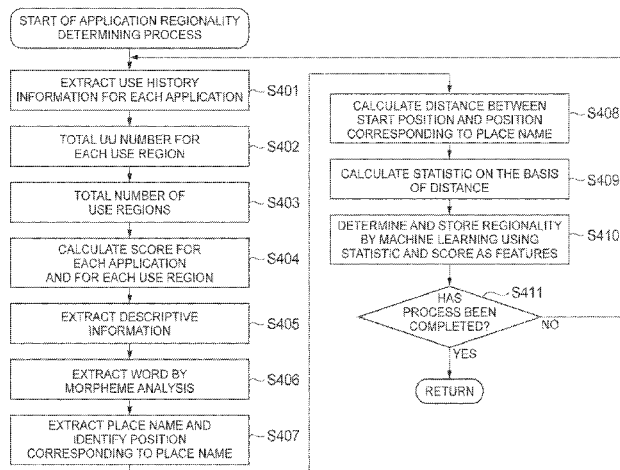 START OF APPLICATION REGIONALITY
DETERMINING PROCESS
EXTRACT USE HISTORY
INFORMATION FOR EACH APPLICATION
S401
TOTAL UU NUMBER FOR
EACH USE REGION
S402
TOTAL NUMBER OF
USE REGIONS
S403
CALCULATE SCORE FOR
EACH APPLICATION
AND FOR EACH USE REGION
S404
EXTRACT DESCRIPTIVE
INFORMATION
S405
EXTRACT WORD BY
MORPHEME ANALYSIS
S406
EXTRACT PLACE NAME AND
IDENTIFY POSITION
CORRESPONDING TO PLACE NAME
S407
CALCULATE DISTANCE BETWEEN
START POSITION AND POSITION
CORRESPONDING TO PLACE NAME
S408
CALCULATE STATISTIC ON THE BASIS
OF DISTANCE
S409
DETERMINE AND STORE REGIONALITY
BY MACHINE LEARNING USING
STATISTIC AND SCORE AS FEATURES
S410
HAS
PROCESS BEEN
COMPLETED?
S411
NO
YES
RETURN